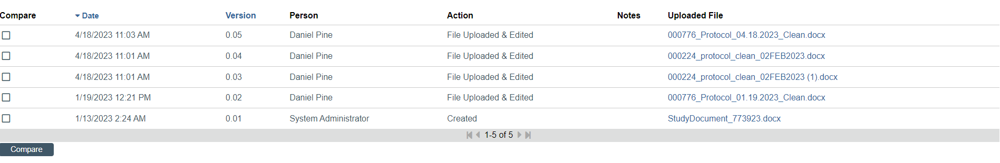 Compare Date Version Person Action Notes Uploaded File
4/18/2023 11:03 AM 0.05 Daniel Pine File Uploaded & Edited 000776_Protocol_04.18.2023_Clean.docx
4/18/2023 11:01 AM 0.04 Daniel Pine File Uploaded & Edited 000224_protocol_clean_02FEB2023.docx
4/18/2023 11:01 AM 0.03 Daniel Pine File Uploaded & Edited 000224_protocol_clean_02FEB2023 (1).docx
1/19/2023 12:21 PM 0.02 Daniel Pine File Uploaded & Edited 000776_Protocol_01.19.2023_Clean.docx
1/13/2023 2:24 AM 0.01 System Administrator Created StudyDocument_773923.docx
1-5 of 5
Compare